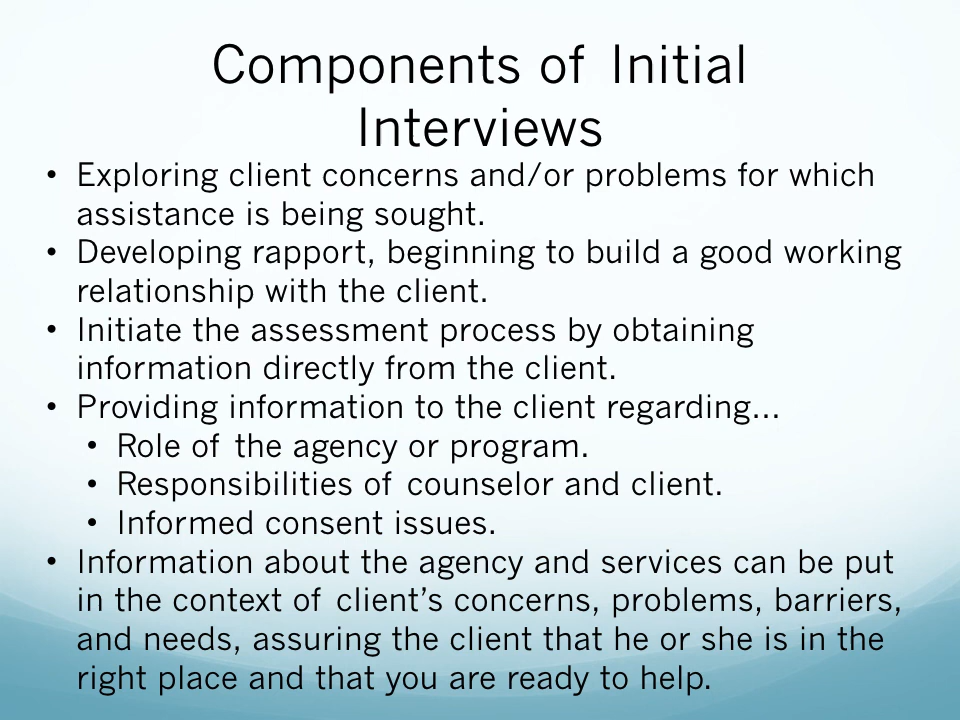 Components of Initial
Interviews
• Exploring client concerns and/or problems for which
assistance is being sought.
• Developing rapport, beginning to build a good working
relationship with the client.
• Initiate the assessment process by obtaining
information directly from the client.
• Providing information to the client regarding...
• Role of the agency or program.
• Responsibilities of counselor and client.
• Informed consent issues.
• Information about the agency and services can be put
in the context of client’s concerns, problems, barriers,
and needs, assuring the client that he or she is in the
right place and that you are ready to help.